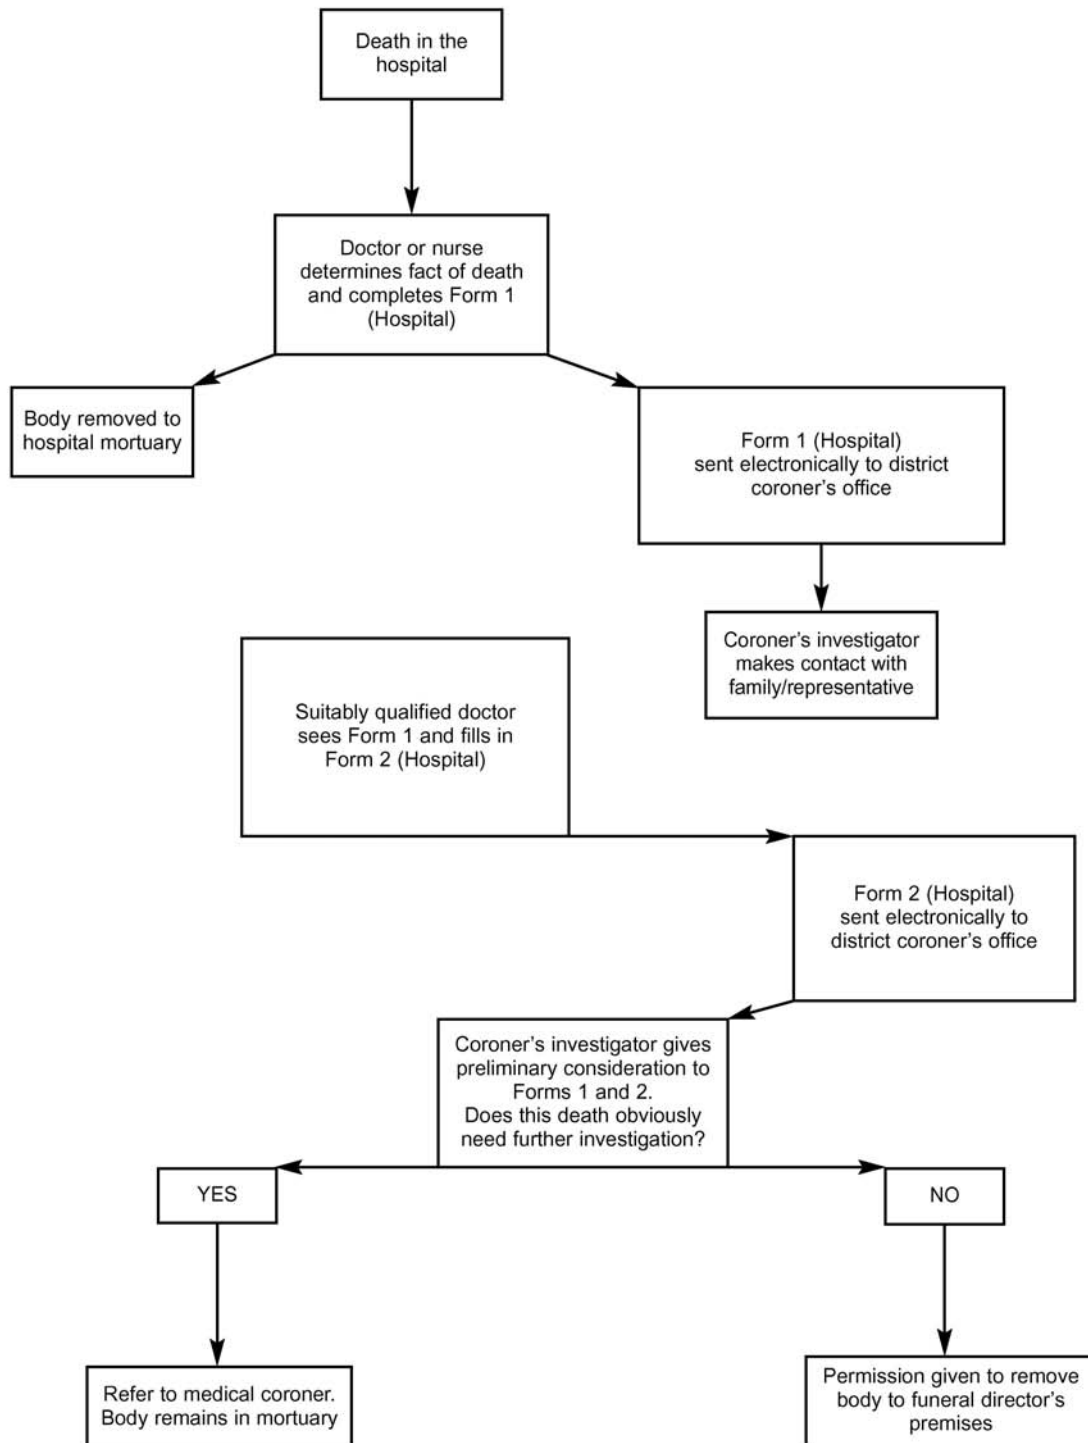 Death in the
hospital
Doctor or nurse
determines fact of death
and completes Form 1
(Hospital)
Body removed to
hospital mortuary
Form 1 (Hospital)
sent electronically to district
coroner’s office
Coroner’s investigator
makes contact with
family/representative
Suitably qualified doctor
sees Form 1 and fills in
Form 2 (Hospital)
Form 2 (Hospital)
sent electronically to
district coroner’s office
Coroner’s investigator gives
preliminary consideration to
Forms 1 and 2.
Does this death obviously
need further investigation?
YES
NO
Refer to medical coroner.
Body remains in mortuary
Permission given to remove
body to funeral director’s
premises